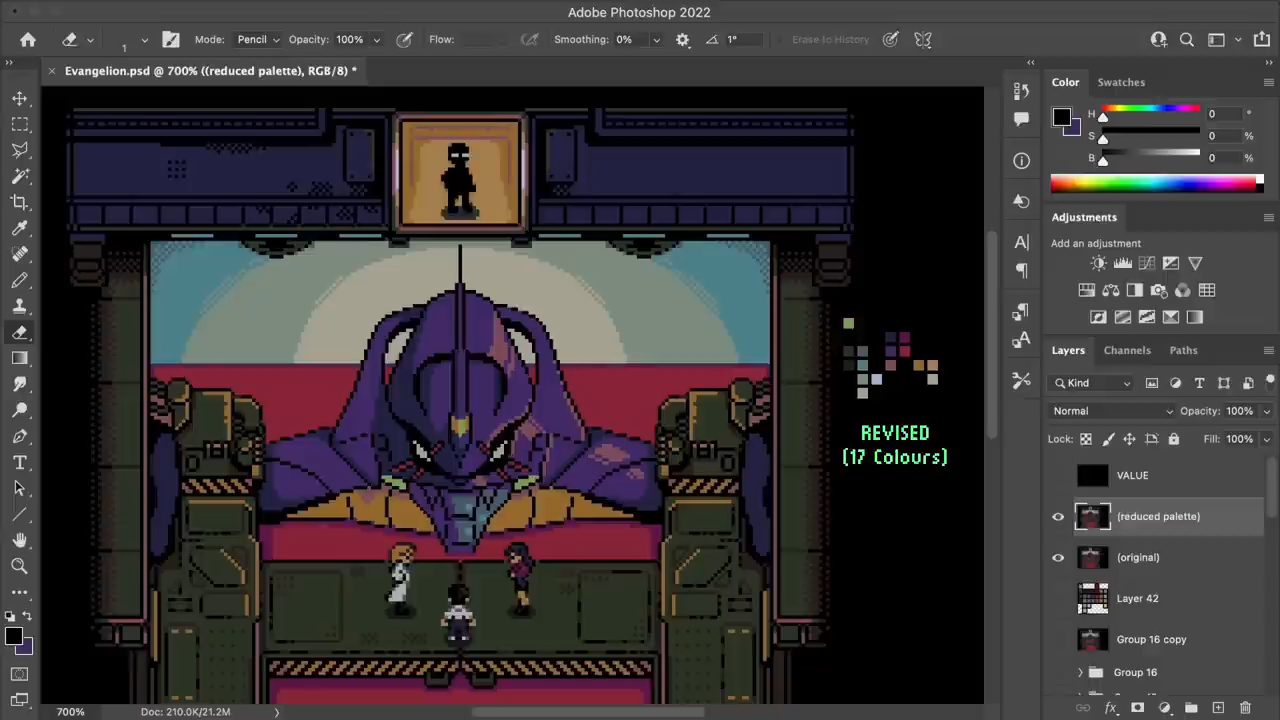 Adobe Photoshop 2022
1 Mode: Pencil Opacity: 100% Flow: Smoothing: 0% 1° Erase to History
Evangelion.psd @ 700% ((reduced palette), RGB/8) *
Color Swatches
H 0 °
S 0 %
B 0 %
Adjustments
Add an adjustment
REVISED
(17 Colours)
Layers Channels Paths
Kind
Normal Opacity: 100%
Lock: Fill: 100%
VALUE
(reduced palette)
(original)
Layer 42
Group 16 copy
Group 16
700% Doc: 210.0K/21.2M